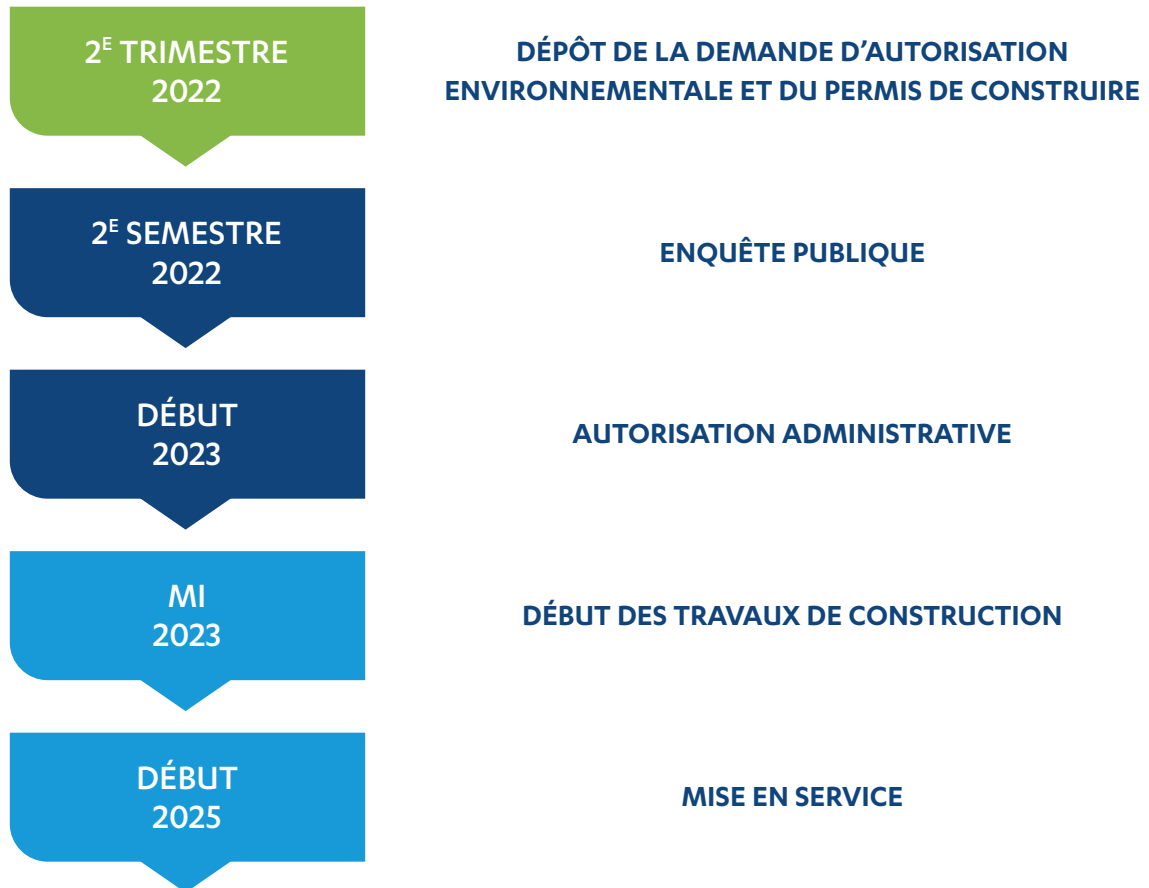 2E TRIMESTRE
2022
DÉPÔT DE LA DEMANDE D’AUTORISATION
ENVIRONNEMENTALE ET DU PERMIS DE CONSTRUIRE
2E SEMESTRE
2022
ENQUÊTE PUBLIQUE
DÉBUT
2023
AUTORISATION ADMINISTRATIVE
MI
2023
DÉBUT DES TRAVAUX DE CONSTRUCTION
DÉBUT
2025
MISE EN SERVICE